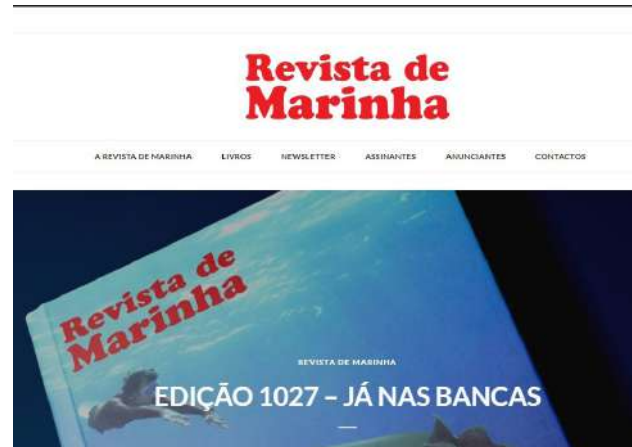 Revista de
Marinha
A REVISTA DE MARINHA LIVROS NEWSLETTER ASSINANTES ANUNCIANTES CONTACTOS
Revista de
Marinha
REVISTA DE MARINHA
EDIÇÃO 1027 – JÁ NAS BANCAS